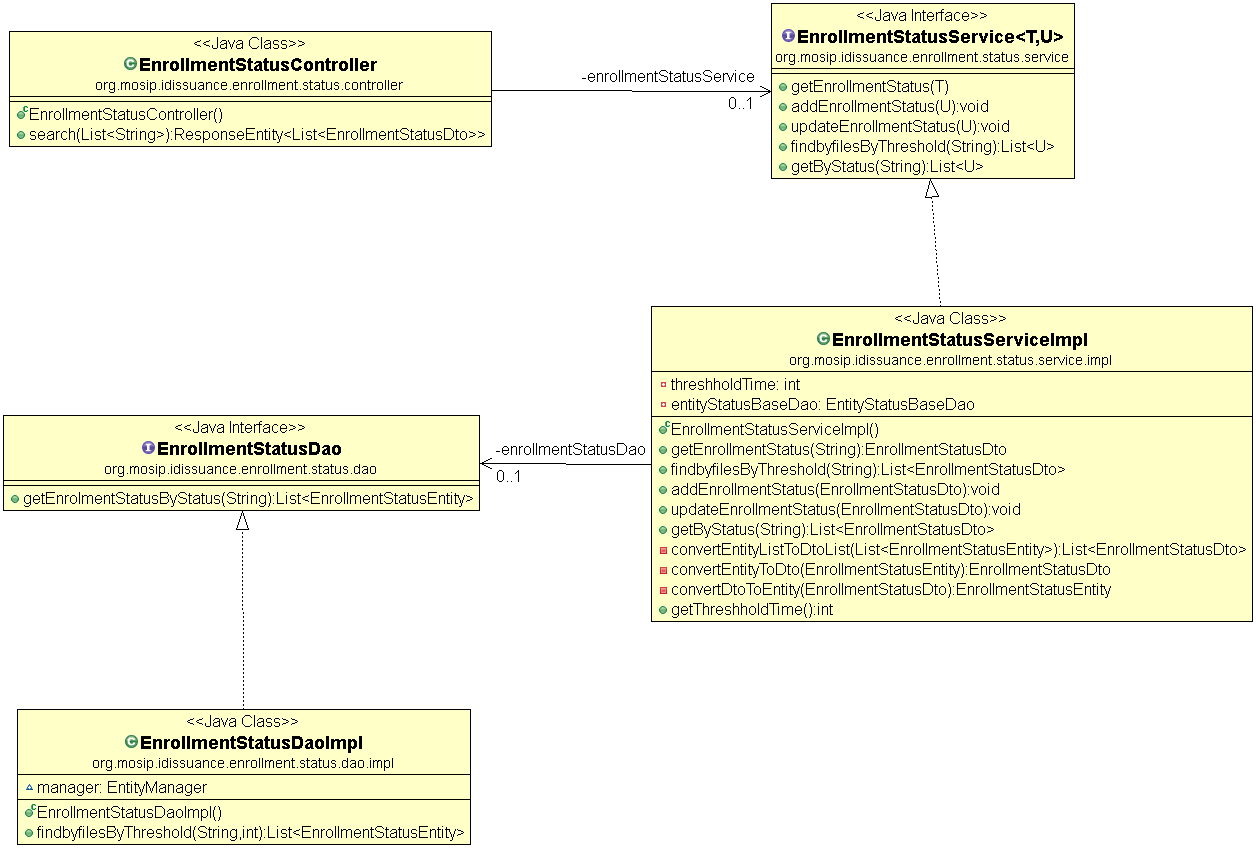 <<Java Class>>
EnrollmentStatusController
org.mosip.idissuance.enrollment.status.controller
EnrollmentStatusController()
search(List<String>):ResponseEntity<List<EnrollmentStatusDto>>
-enrollmentStatusService
0..1
<<Java Interface>>
EnrollmentStatusService<T,U>
org.mosip.idissuance.enrollment.status.service
getEnrollmentStatus(T)
addEnrollmentStatus(U):void
updateEnrollmentStatus(U):void
findbyfilesByThreshold(String):List<U>
getByStatus(String):List<U>
<<Java Class>>
EnrollmentStatusServiceImpl
org.mosip.idissuance.enrollment.status.service.impl
threshholdTime: int
entityStatusBaseDao: EntityStatusBaseDao
EnrollmentStatusServiceImpl()
getEnrollmentStatus(String):EnrollmentStatusDto
findbyfilesByThreshold(String):List<EnrollmentStatusDto>
addEnrollmentStatus(EnrollmentStatusDto):void
updateEnrollmentStatus(EnrollmentStatusDto):void
getByStatus(String):List<EnrollmentStatusDto>
convertEntityListToDtoList(List<EnrollmentStatusEntity>):List<EnrollmentStatusDto>
convertEntityToDto(EnrollmentStatusEntity):EnrollmentStatusDto
convertDtoToEntity(EnrollmentStatusDto):EnrollmentStatusEntity
getThreshholdTime():int
-enrollmentStatusDao
0..1
<<Java Interface>>
EnrollmentStatusDao
org.mosip.idissuance.enrollment.status.dao
getEnrolmentStatusByStatus(String):List<EnrollmentStatusEntity>
<<Java Class>>
EnrollmentStatusDaoImpl
org.mosip.idissuance.enrollment.status.dao.impl
manager: EntityManager
EnrollmentStatusDaoImpl()
findbyfilesByThreshold(String,int):List<EnrollmentStatusEntity>